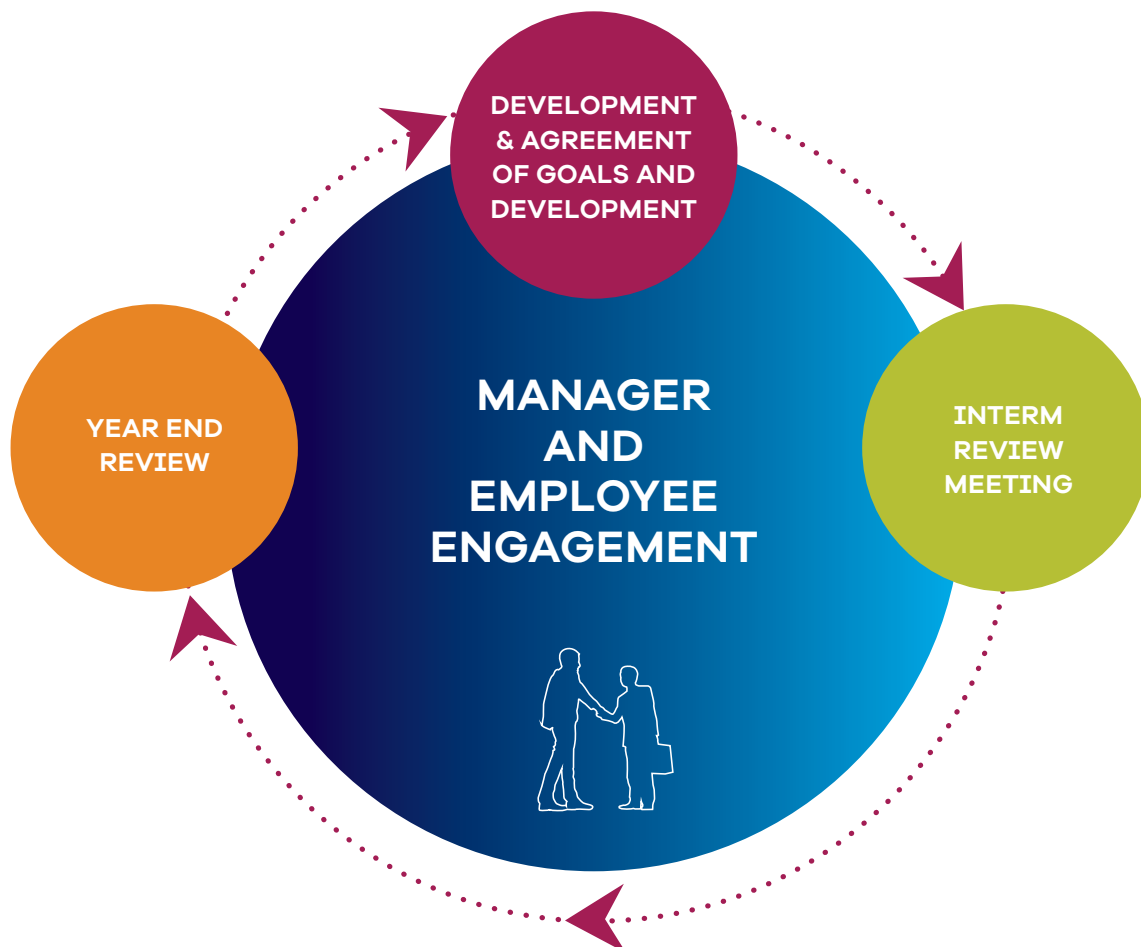 DEVELOPMENT
& AGREEMENT
OF GOALS AND
DEVELOPMENT
YEAR END
REVIEW
MANAGER
AND
EMPLOYEE
ENGAGEMENT
INTERM
REVIEW
MEETING